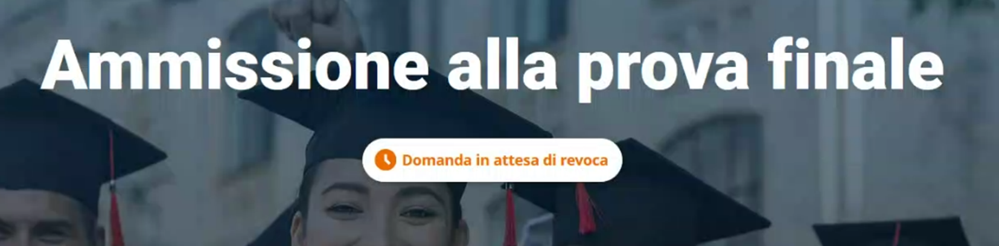 Ammissione alla prova finale
Domanda in attesa di revoca